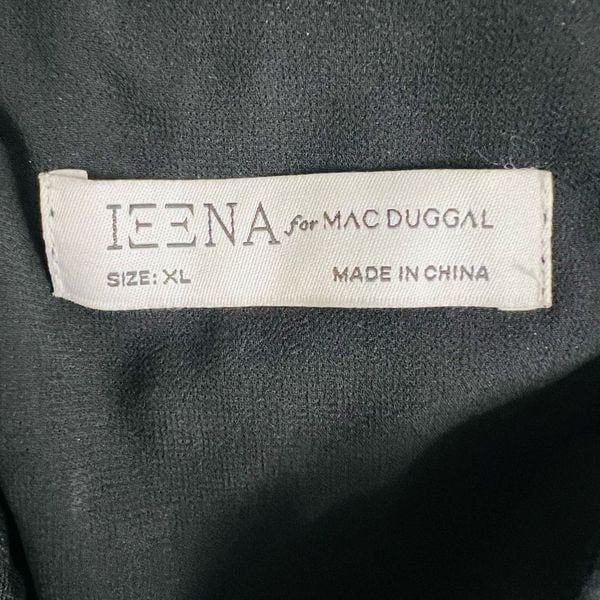 IEENA for MAC DUGGAL
SIZE: XL MADE IN CHINA